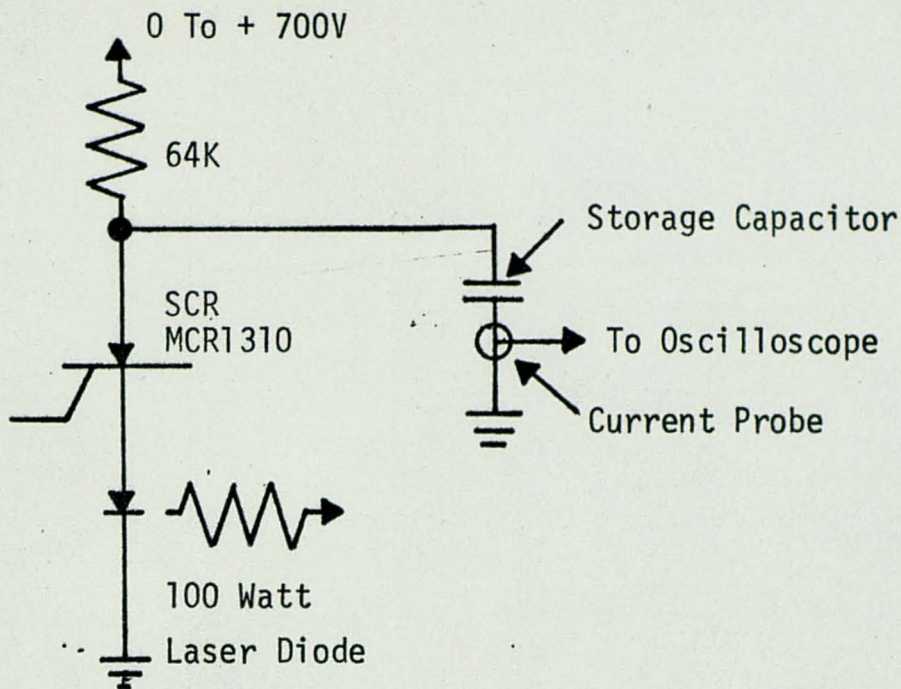 0 To + 700V
64K
Storage Capacitor
SCR
MCR1310
To Oscilloscope
Current Probe
100 Watt
Laser Diode